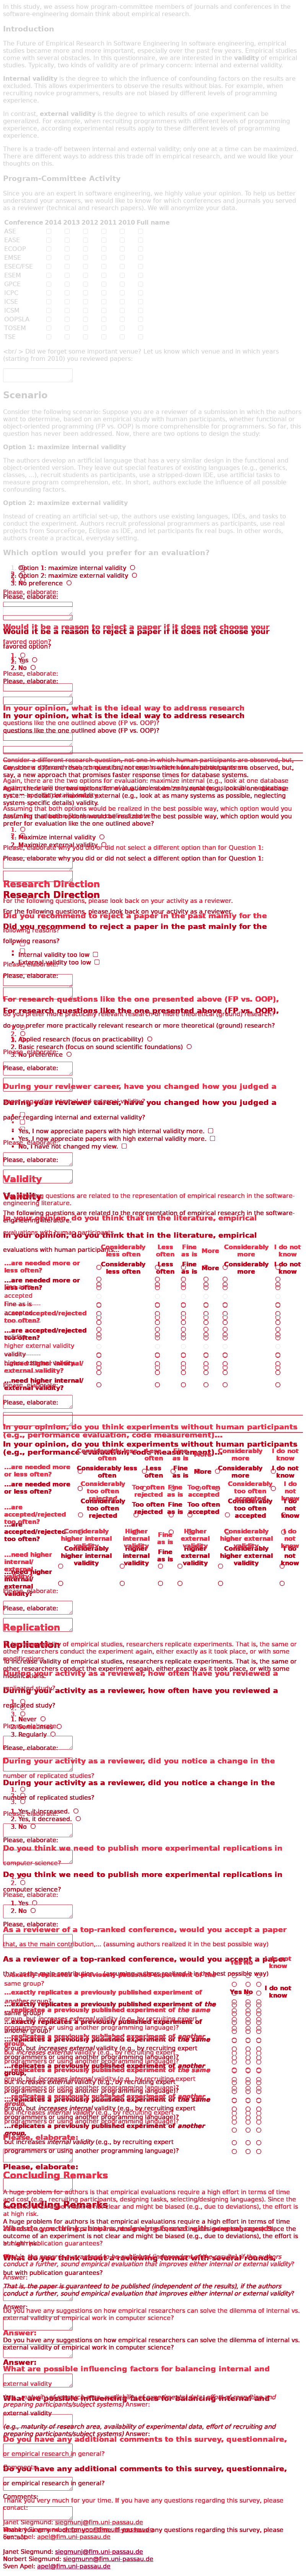 In this study, we assess how program-committee members of journals and conferences in the
software-engineering domain think about empirical research.
Introduction
The Future of Empirical Research in Software Engineering In software engineering, empirical
studies became more and more important, especially over the past few years. Empirical studies
come with several obstacles. In this questionnaire, we are interested in the validity of empirical
studies. Typically, two kinds of validity are of primary concern: internal and external validity.
Internal validity is the degree to which the influence of confounding factors on the results are
excluded. This allows experimenters to observe the results without bias. For example, when
recruiting novice programmers, results are not biased by different levels of programming
experience.
In contrast, external validity is the degree to which results of one experiment can be
generalized. For example, when recruiting programmers with different levels of programming
experience, according experimental results apply to these different levels of programming
experience.
There is a trade-off between internal and external validity; only one at a time can be maximized.
There are different ways to address this trade off in empirical research, and we would like your
thoughts on this.
Program-Committee Activity
Since you are an expert in software engineering, we highly value your opinion. To help us better
understand your answers, we would like to know for which conferences and journals you served
as a reviewer (technical and research papers). We will anonymize your data.
Conference 2014 2013 2012 2011 2010 Full name
ASE
EASE
ECOOP
EMSE
ESEC/FSE
ESEM
GPCE
ICPC
ICSE
ICSM
OOPSLA
TOSEM
TSE
<br/ > Did we forget some important venue? Let us know which venue and in which years
(starting from 2010) you reviewed papers:
Scenario
Consider the following scenario: Suppose you are a reviewer of a submission in which the authors
want to determine, based on an empirical study with human participants, whether functional or
object oriented programming (FP vs. OOP) is more comprehensible for programmers. So far, this
question has never been addressed. Now, there are two options to design the study:
Option 1: maximize internal validity
The authors develop an artificial language that has a very similar design in the functional and
object-oriented version. They leave out special features of existing languages (e.g., generics,
classes, ...), recruit students as participants, use a stripped-down IDE, use artificial tasks to
measure program comprehension, etc. In short, authors exclude the influence of all possible
confounding factors.
Option 2: maximize external validity
Instead of creating an artificial set-up, the authors use existing languages, IDEs, and tasks to
conduct the experiment. Authors recruit professional programmers as participants, use real
projects from SourceForge, Eclipse as IDE, and let participants fix real bugs. In other words,
authors create a practical, everyday setting.
Which option would you prefer for an evaluation?
1. Option 1: maximize internal validity
2. Option 2: maximize external validity
3. No preference
Please, elaborate:
Would it be a reason to reject a paper if it does not choose your
favored option?
1. Yes
2. No
Please, elaborate:
In your opinion, what is the ideal way to address research
questions like the one outlined above (FP vs. OOP)?
Consider a different research question, not one in which human participants are observed, but,
say, a new approach that promises faster response times for database systems.
Again, there are the two options for evaluation: maximize internal (e.g., look at one database
system in detail) or maximize external (e.g., look at as many systems as possible, neglecting
system-specific details) validity.
Assuming that both options would be realized in the best possible way, which option would you
prefer for evaluation like the one outlined above?
1. Maximize internal validity
2. Maximize external validity
Please, elaborate why you did or did not select a different option than for Question 1:
Research Direction
For the following questions, please look back on your activity as a reviewer.
Did you recommend to reject a paper in the past mainly for the
following reasons?
Internal validity too low
External validity too low
Please, elaborate:
For research questions like the one presented above (FP vs. OOP),
do you prefer more practically relevant research or more theoretical (ground) research?
1. Applied research (focus on practicability)
2. Basic research (focus on sound scientific foundations)
3. No preference
Please, elaborate:
During your reviewer career, have you changed how you judged a
paper regarding internal and external validity?
Yes, I now appreciate papers with high internal validity more.
Yes, I now appreciate papers with high external validity more.
No, I have not changed my view.
Please, elaborate:
Validity
The following questions are related to the representation of empirical research in the software-
engineering literature.
In your opinion, do you think that in the literature, empirical
evaluations with human participants...
Considerably less often Less often Fine as is More Considerably more I do not know
...are needed more or less often?
...are accepted/rejected too often?
...need higher internal/ external validity?
Please, elaborate:
In your opinion, do you think experiments without human participants
(e.g., performance evaluation, code measurement)...
Considerably less often Less often Fine as is More Considerably more I do not know
...are needed more or less often?
Considerably too often rejected Too often rejected Fine as is Too often accepted Considerably too often accepted I do not know
...are accepted/rejected too often?
Considerably higher internal validity Higher internal validity Fine as is Higher external validity Considerably higher external validity I do not know
...need higher internal/ external validity?
Please, elaborate:
Replication
To increase validity of empirical studies, researchers replicate experiments. That is, the same or
other researchers conduct the experiment again, either exactly as it took place, or with some
modifications.
During your activity as a reviewer, how often have you reviewed a
replicated study?
1. Never
2. Sometimes
3. Regularly
Please, elaborate:
During your activity as a reviewer, did you notice a change in the
number of replicated studies?
1. Yes, it increased.
2. Yes, it decreased.
3. No
Please, elaborate:
Do you think we need to publish more experimental replications in
computer science?
1. Yes
2. No
Please, elaborate:
As a reviewer of a top-ranked conference, would you accept a paper
that, as the main contribution,... (assuming authors realized it in the best possible way)
Yes No I do not know
...exactly replicates a previously published experiment of the
same group?
...exactly replicates a previously published experiment of
another group?
...replicates a previously published experiment of the same
group, but increases external validity (e.g., by recruiting expert
programmers or using another programming language)?
...replicates a previously published experiment of another
group, but increases internal validity (e.g., by recruiting expert
programmers or using another programming language)?
Please, elaborate:
Concluding Remarks
A huge problem for authors is that empirical evaluations require a high effort in terms of time
and cost (e.g., recruiting participants, designing tasks, selecting/designing languages). Since the
outcome of an experiment is not clear and might be biased (e.g., due to deviations), the effort is
at high risk.
What do you think about reviewing in several rounds,
but with publication guarantees?
That is, the paper is guaranteed to be published (independent of the results), if the authors
conduct a further, sound empirical evaluation that improves either internal or external validity?
Answer:
Do you have any suggestions on how empirical researchers can solve the dilemma of internal vs.
external validity of empirical work in computer science?
Answer:
What are possible influencing factors for balancing internal and
external validity
(e.g., maturity of research area, availability of experimental data, effort of recruiting and
preparing participants/subject systems)
Answer:
Do you have any additional comments to this survey, questionnaire,
or empirical research in general?
Comments:
Thank you very much for your time. If you have any questions regarding this survey, please
contact:
Janet Siegmund: siegmunj@fim.uni-passau.de
Norbert Siegmund: siegmunn@fim.uni-passau.de
Sven Apel: apel@fim.uni-passau.de